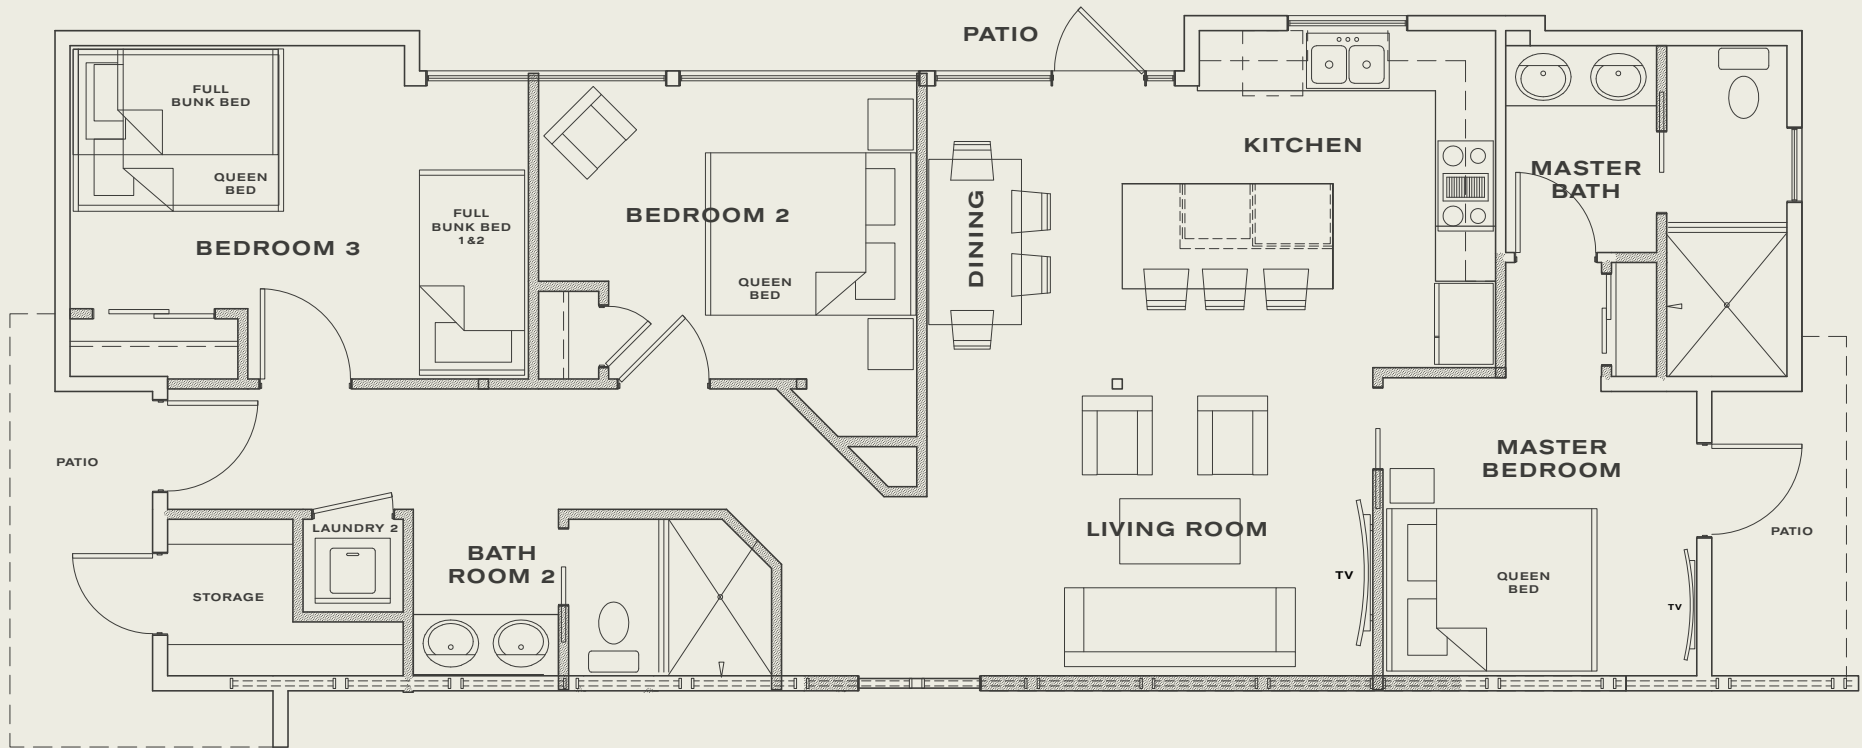 PATIO
FULL
BUNK BED
QUEEN
BED
BEDROOM 3
FULL
BUNK BED
1&2
BEDROOM 2
QUEEN
BED
DINING
KITCHEN
MASTER
BATH
PATIO
LAUNDRY 2
STORAGE
BATH
ROOM 2
LIVING ROOM
TV
MASTER
BEDROOM
QUEEN
BED
TV
PATIO